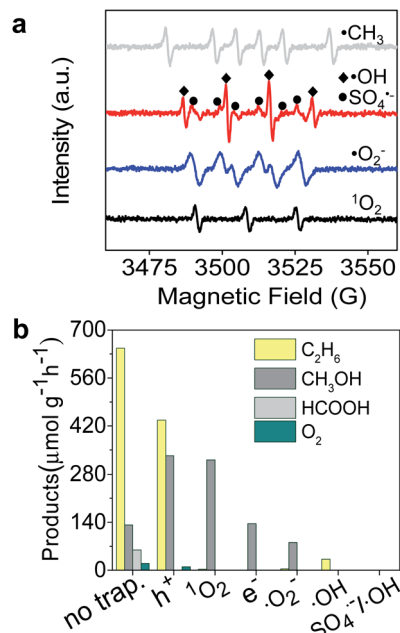 a
Intensity (a.u.)
•CH₃
◆ •OH
● SO₄•⁻
•O₂⁻
¹O₂
3475 3500 3525 3550
Magnetic Field (G)
b
Products(μmol g⁻¹h⁻¹)
700
560
420
280
140
0
C₂H₆
CH₃OH
HCOOH
O₂
no trap. h⁺ ¹O₂ e⁻ ·O₂⁻ ·OH SO₄·⁻/·OH